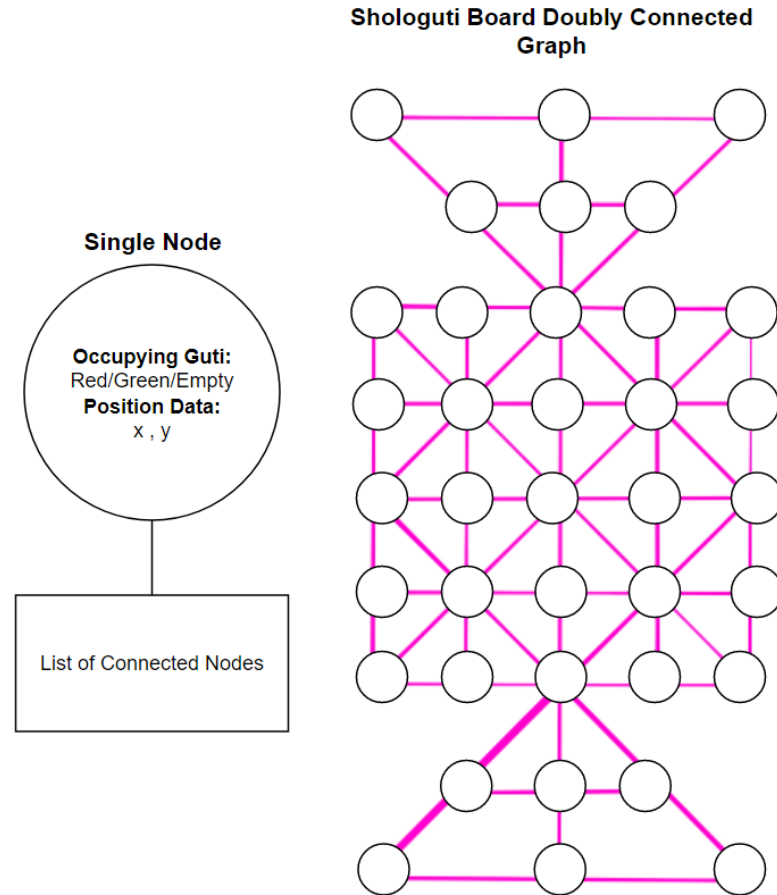 Shologuti Board Doubly Connected
Graph
Single Node
Occupying Guti:
Red/Green/Empty
Position Data:
x , y
List of Connected Nodes